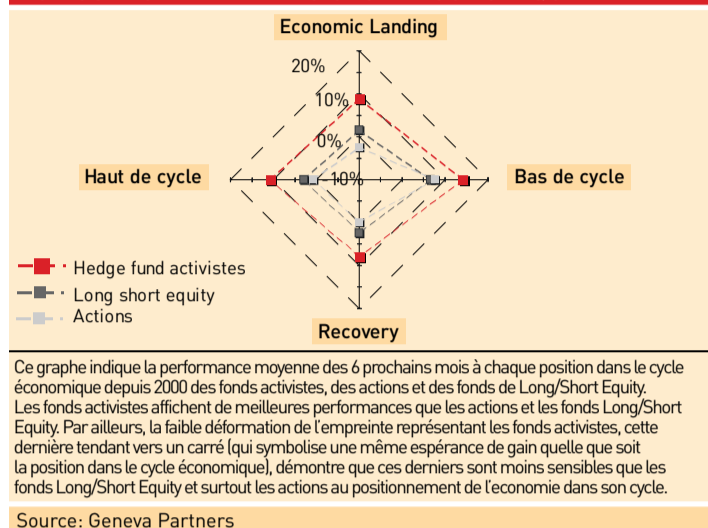 Economic Landing
20%
10%
0%
Haut de cycle
-10%
Bas de cycle
Hedge fund activistes
Long short equity
Actions
Recovery
Ce graphe indique la performance moyenne des 6 prochains mois à chaque position dans le cycle
économique depuis 2000 des fonds activistes, des actions et des fonds de Long/Short Equity.
Les fonds activistes affichent de meilleures performances que les actions et les fonds Long/Short
Equity. Par ailleurs, la faible déformation de l'empreinte représentant les fonds activistes, cette
dernière tendant vers un carré (qui symbolise une même espérance de gain quelle que soit
la position dans le cycle économique), démontre que ces derniers sont moins sensibles que les
fonds Long/Short Equity et surtout les actions au positionnement de l'economie dans son cycle.
Source: Geneva Partners